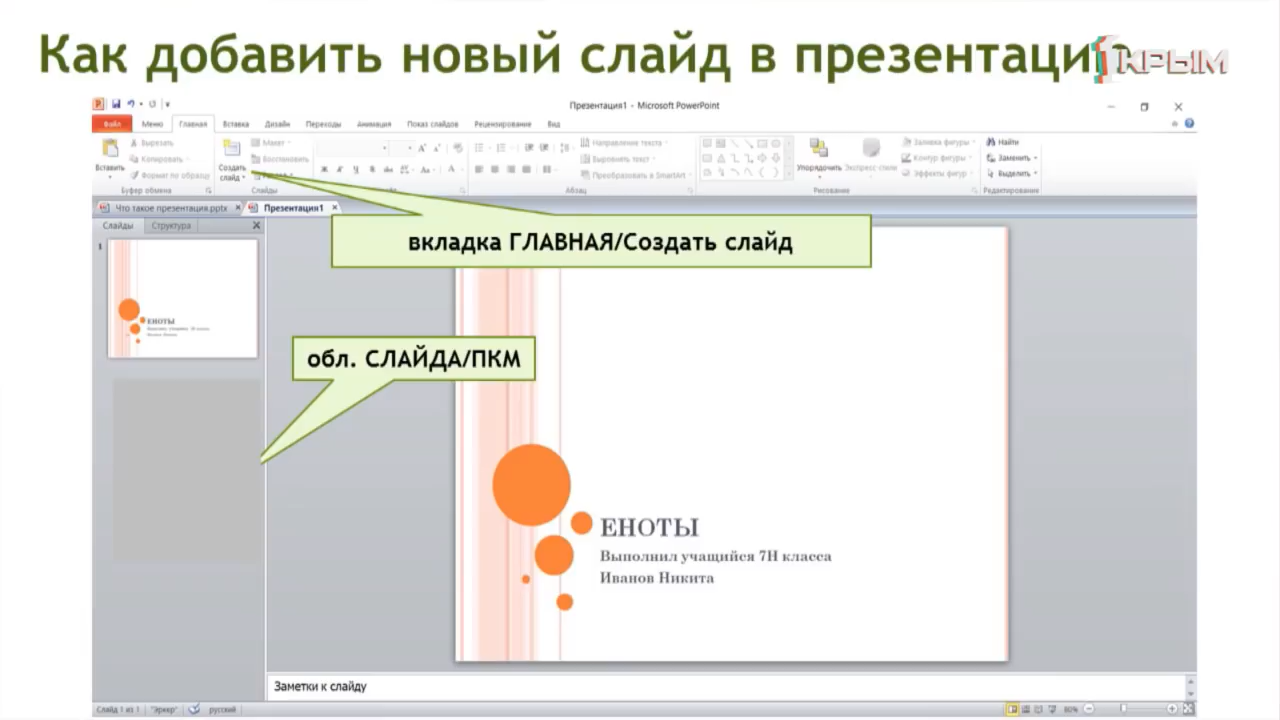 Как добавить новый слайд в презентацию
1КРЫМ
Презентация1 - Microsoft PowerPoint
Файл Меню Главная Вставка Дизайн Переходы Анимация Показ слайдов Рецензирование Вид
Вставить
Вырезать
Копировать
Формат по образцу
Буфер обмена
Создать слайд
Макет
Восстановить
Слайды
Направление текста
Выровнять текст
Преобразовать в SmartArt
Абзац
Упорядочить
Экспресс-стили
Заливка фигуры
Контур фигуры
Эффекты фигур
Рисование
Найти
Заменить
Выделить
Редактирование
Что такое презентация.pptx
Презентация1
Слайды Структура
вкладка ГЛАВНАЯ/Создать слайд
1
ЕНОТЫ
обл. СЛАЙДА/ПКМ
ЕНОТЫ
Выполнил учащийся 7Н класса
Иванов Никита
Заметки к слайду
Слайд 1 из 1 "Эркер" русский 80%